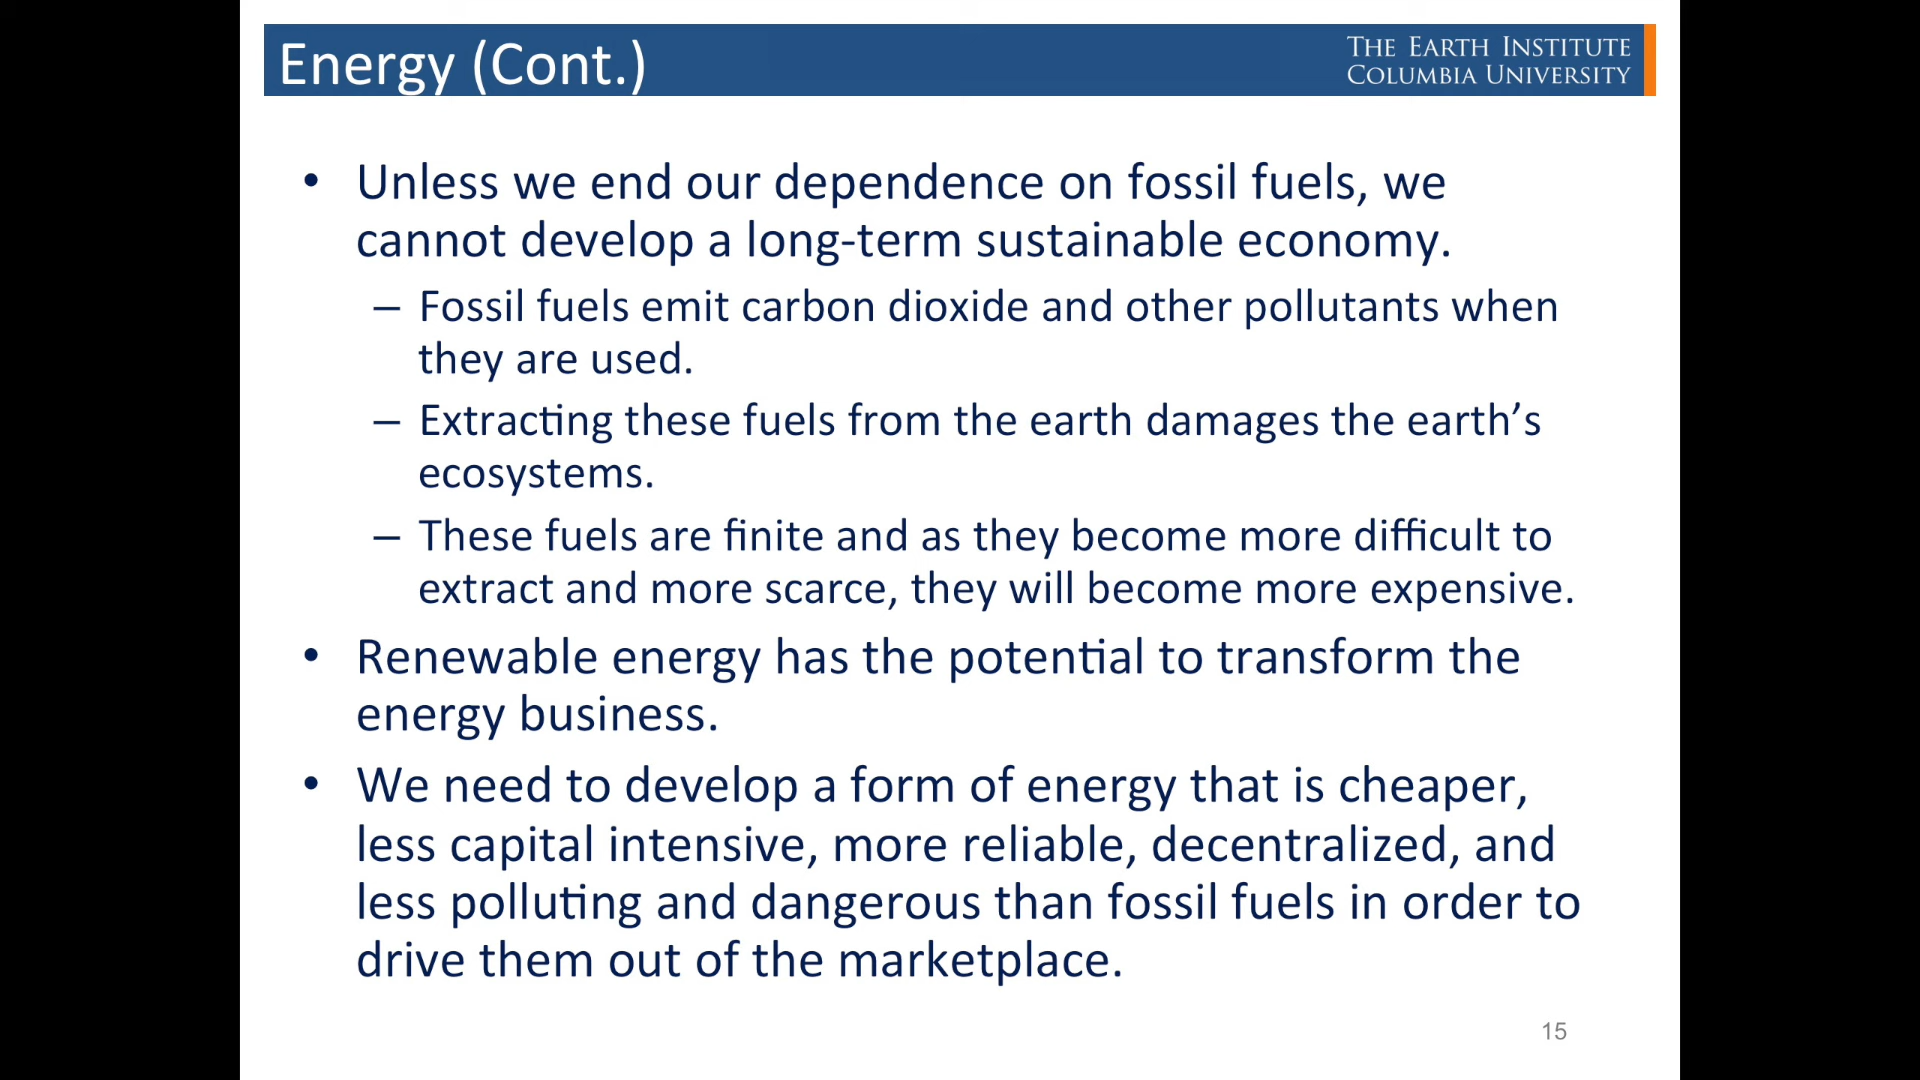 Energy (Cont.)
THE EARTH INSTITUTE
COLUMBIA UNIVERSITY
• Unless we end our dependence on fossil fuels, we
cannot develop a long-term sustainable economy.
– Fossil fuels emit carbon dioxide and other pollutants when
they are used.
– Extracting these fuels from the earth damages the earth’s
ecosystems.
– These fuels are finite and as they become more difficult to
extract and more scarce, they will become more expensive.
• Renewable energy has the potential to transform the
energy business.
• We need to develop a form of energy that is cheaper,
less capital intensive, more reliable, decentralized, and
less polluting and dangerous than fossil fuels in order to
drive them out of the marketplace.
15